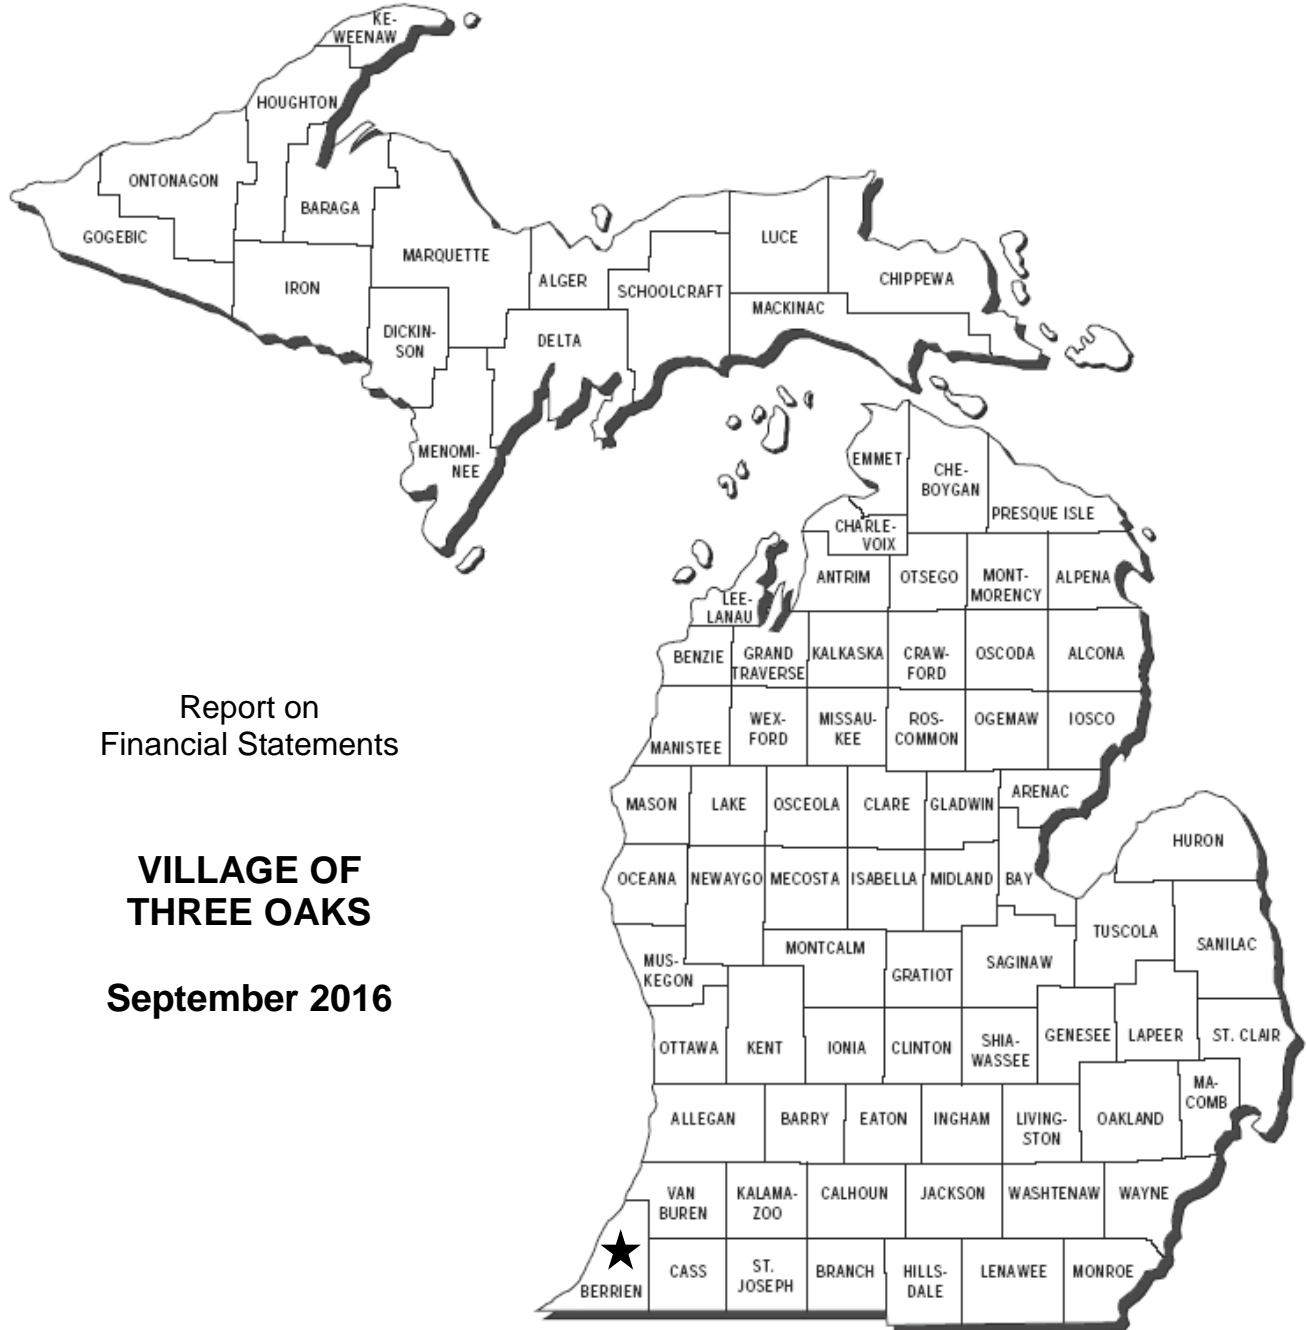 KE-
WEENAW
HOUGHTON
ONTONAGON
BARAGA
GOGEBIC
MARQUETTE
LUCE
IRON
ALGER
SCHOOLCRAFT
CHIPPEWA
MACKINAC
DICKIN-
SON
DELTA
MENOMI-
NEE
EMMET
CHE-
BOYGAN
PRESQUE ISLE
CHARLE-
VOIX
ANTRIM
OTSEGO
MONT-
MORENCY
ALPENA
LEE-
LANAU
BENZIE
GRAND
TRAVERSE
KALKASKA
CRAW-
FORD
OSCODA
ALCONA
Report on
Financial Statements
MANISTEE
WEX-
FORD
MISSAU-
KEE
ROS-
COMMON
OGEMAW
IOSCO
MASON
LAKE
OSCEOLA
CLARE
GLADWIN
ARENAC
HURON
VILLAGE OF
THREE OAKS
OCEANA
NEWAYGO
MECOSTA
ISABELLA
MIDLAND
BAY
TUSCOLA
SANILAC
September 2016
MUS-
KEGON
MONTCALM
GRATIOT
SAGINAW
OTTAWA
KENT
IONIA
CLINTON
SHIA-
WASSEE
GENESEE
LAPEER
ST. CLAIR
ALLEGAN
BARRY
EATON
INGHAM
LIVING-
STON
OAKLAND
MA-
COMB
VAN
BUREN
KALAMA-
ZOO
CALHOUN
JACKSON
WASHTENAW
WAYNE
BERRIEN
CASS
ST.
JOSEPH
BRANCH
HILLS-
DALE
LENAWEE
MONROE